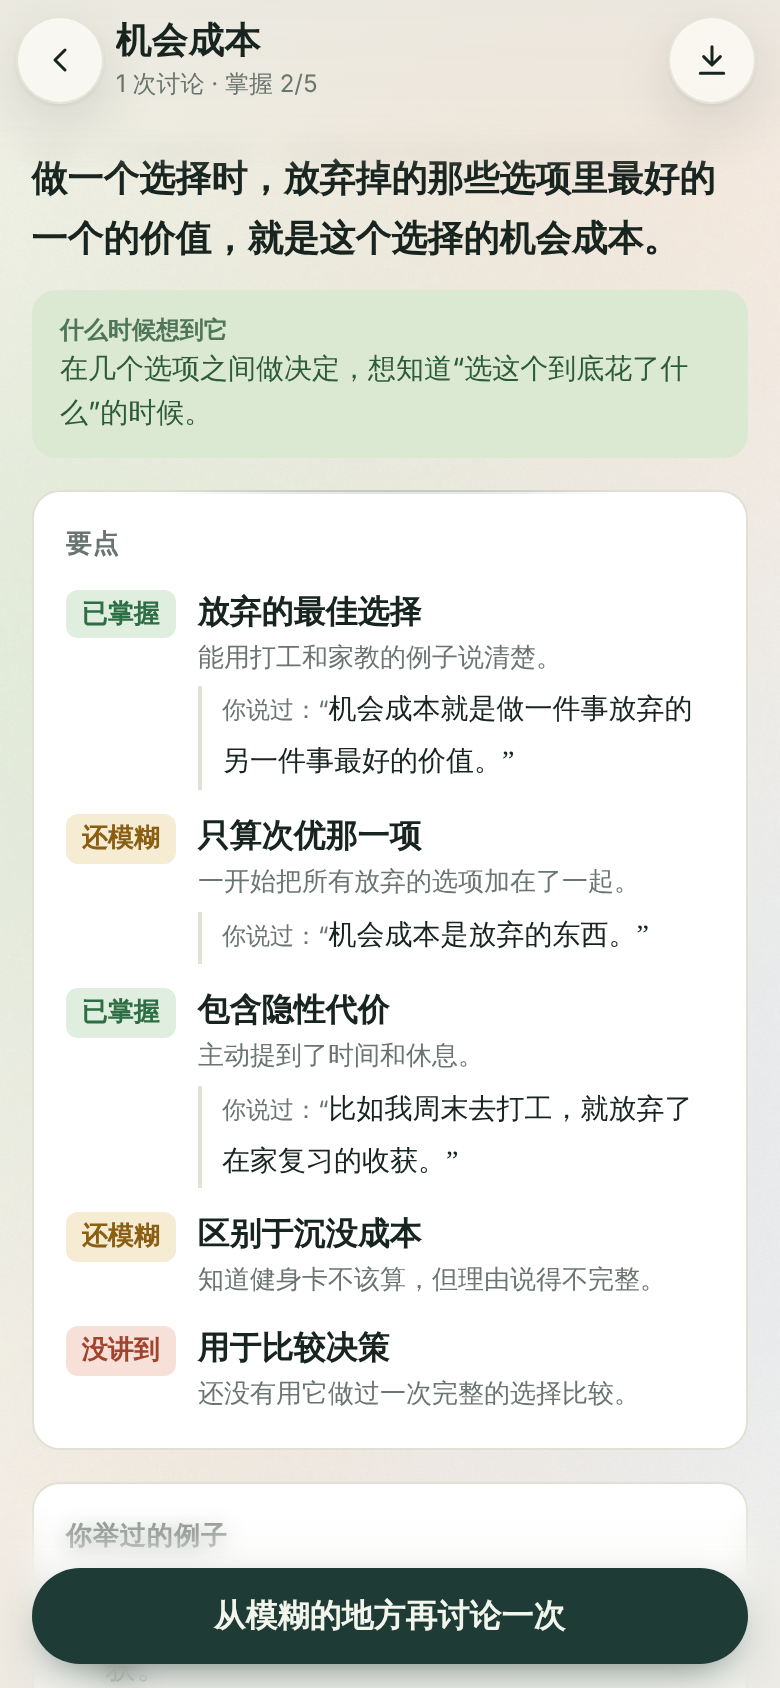 机会成本
1 次讨论 · 掌握 2/5
做一个选择时，放弃掉的那些选项里最好的
一个的价值，就是这个选择的机会成本。
什么时候想到它
在几个选项之间做决定，想知道“选这个到底花了什
么”的时候。
要点
已掌握
放弃的最佳选择
能用打工和家教的例子说清楚。
你说过：“机会成本就是做一件事放弃的
另一件事最好的价值。”
还模糊
只算次优那一项
一开始把所有放弃的选项加在了一起。
你说过：“机会成本是放弃的东西。”
已掌握
包含隐性代价
主动提到了时间和休息。
你说过：“比如我周末去打工，就放弃了
在家复习的收获。”
还模糊
区别于沉没成本
知道健身卡不该算，但理由说得不完整。
没讲到
用于比较决策
还没有用它做过一次完整的选择比较。
你举过的例子
从模糊的地方再讨论一次